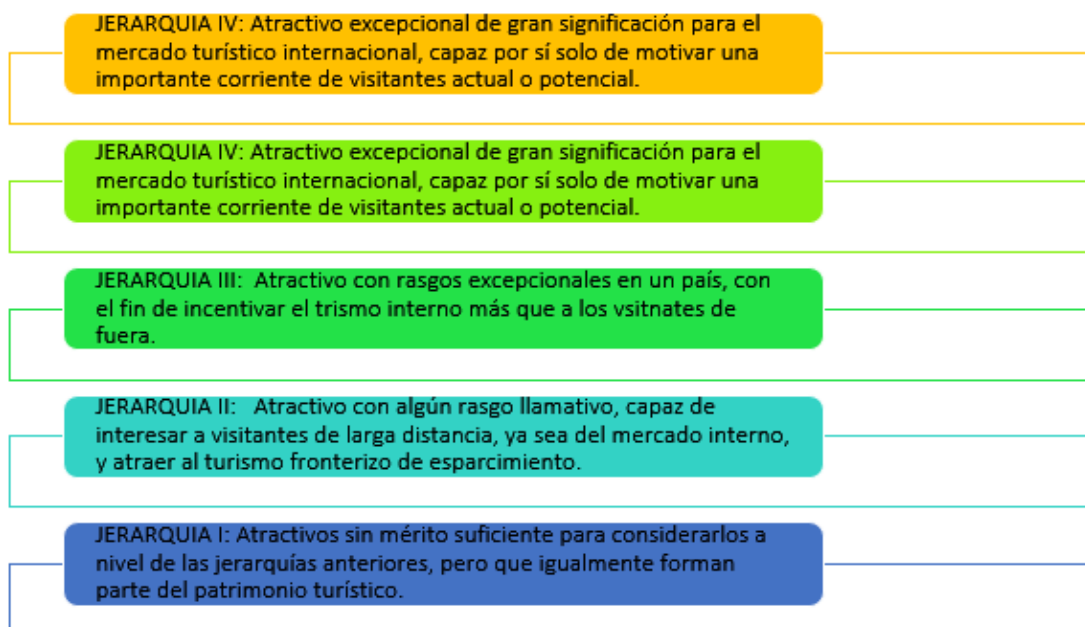 JERARQUIA IV: Atractivo excepcional de gran significación para el
mercado turístico internacional, capaz por sí solo de motivar una
importante corriente de visitantes actual o potencial.
JERARQUIA IV: Atractivo excepcional de gran significación para el
mercado turístico internacional, capaz por sí solo de motivar una
importante corriente de visitantes actual o potencial.
JERARQUIA III:  Atractivo con rasgos excepcionales en un país, con
el fin de incentivar el trismo interno más que a los vsitnates de
fuera.
JERARQUIA II:   Atractivo con algún rasgo llamativo, capaz de
interesar a visitantes de larga distancia, ya sea del mercado interno,
y atraer al turismo fronterizo de esparcimiento.
JERARQUIA I: Atractivos sin mérito suficiente para considerarlos a
nivel de las jerarquías anteriores, pero que igualmente forman
parte del patrimonio turístico.